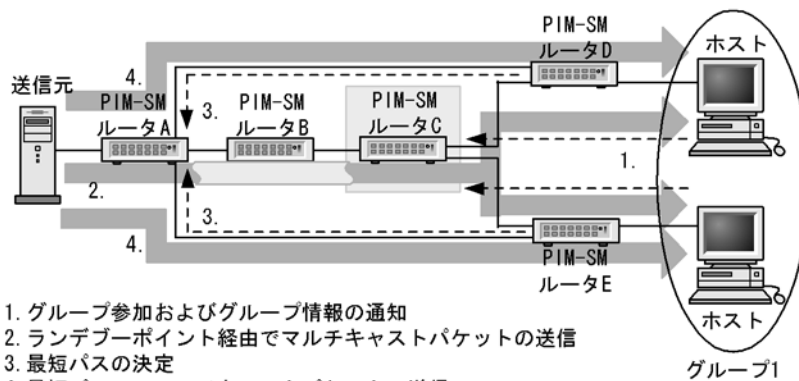 PIM-SM
ルータD
ホスト
4.
送信元
PIM-SM
ルータA
3.
PIM-SM
ルータB
PIM-SM
ルータC
1.
2.
3.
4.
PIM-SM
ルータE
ホスト
グループ1
1. グループ参加およびグループ情報の通知
2. ランデブーポイント経由でマルチキャストパケットの送信
3. 最短パスの決定